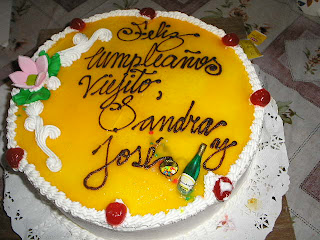 Feliz
Cumpleaños
Viejito,
Sandra y
José